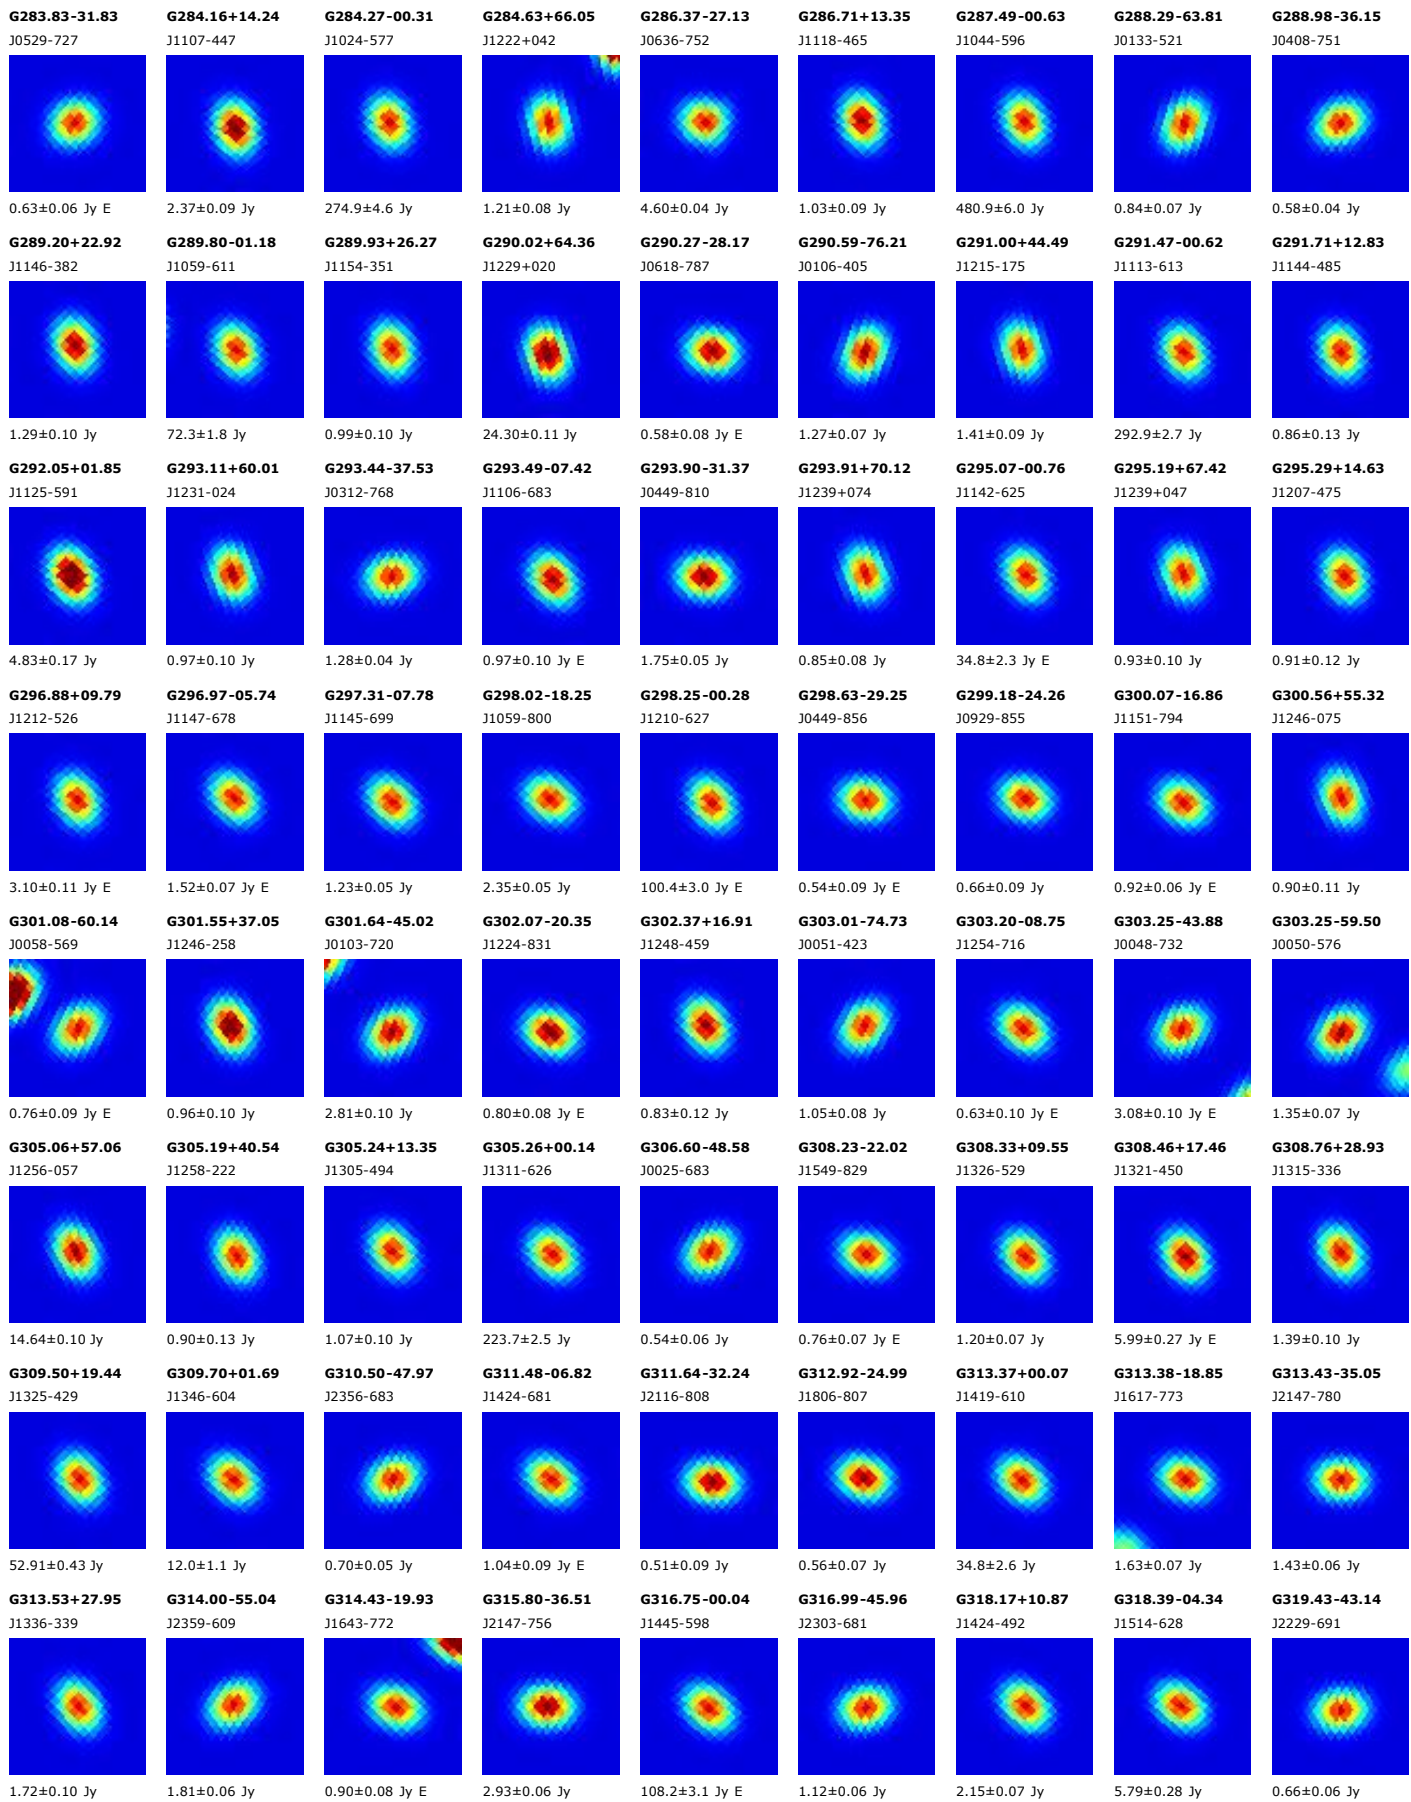 G283.83-31.83 G284.16+14.24 G284.27-00.31 G284.63+66.05 G286.37-27.13 G286.71+13.35 G287.49-00.63 G288.29-63.81 G288.98-36.15
J0529-727 J1107-447 J1024-577 J1222+042 J0636-752 J1118-465 J1044-596 J0133-521 J0408-751
0.63±0.06 Jy E 2.37±0.09 Jy 274.9±4.6 Jy 1.21±0.08 Jy 4.60±0.04 Jy 1.03±0.09 Jy 480.9±6.0 Jy 0.84±0.07 Jy 0.58±0.04 Jy
G289.20+22.92 G289.80-01.18 G289.93+26.27 G290.02+64.36 G290.27-28.17 G290.59-76.21 G291.00+44.49 G291.47-00.62 G291.71+12.83
J1146-382 J1059-611 J1154-351 J1229+020 J0618-787 J0106-405 J1215-175 J1113-613 J1144-485
1.29±0.10 Jy 72.3±1.8 Jy 0.99±0.10 Jy 24.30±0.11 Jy 0.58±0.08 Jy E 1.27±0.07 Jy 1.41±0.09 Jy 292.9±2.7 Jy 0.86±0.13 Jy
G292.05+01.85 G293.11+60.01 G293.44-37.53 G293.49-07.42 G293.90-31.37 G293.91+70.12 G295.07-00.76 G295.19+67.42 G295.29+14.63
J1125-591 J1231-024 J0312-768 J1106-683 J0449-810 J1239+074 J1142-625 J1239+047 J1207-475
4.83±0.17 Jy 0.97±0.10 Jy 1.28±0.04 Jy 0.97±0.10 Jy E 1.75±0.05 Jy 0.85±0.08 Jy 34.8±2.3 Jy E 0.93±0.10 Jy 0.91±0.12 Jy
G296.88+09.79 G296.97-05.74 G297.31-07.78 G298.02-18.25 G298.25-00.28 G298.63-29.25 G299.18-24.26 G300.07-16.86 G300.56+55.32
J1212-526 J1147-678 J1145-699 J1059-800 J1210-627 J0449-856 J0929-855 J1151-794 J1246-075
3.10±0.11 Jy E 1.52±0.07 Jy E 1.23±0.05 Jy 2.35±0.05 Jy 100.4±3.0 Jy E 0.54±0.09 Jy E 0.66±0.09 Jy 0.92±0.06 Jy E 0.90±0.11 Jy
G301.08-60.14 G301.55+37.05 G301.64-45.02 G302.07-20.35 G302.37+16.91 G303.01-74.73 G303.20-08.75 G303.25-43.88 G303.25-59.50
J0058-569 J1246-258 J0103-720 J1224-831 J1248-459 J0051-423 J1254-716 J0048-732 J0050-576
0.76±0.09 Jy E 0.96±0.10 Jy 2.81±0.10 Jy 0.80±0.08 Jy E 0.83±0.12 Jy 1.05±0.08 Jy 0.63±0.10 Jy E 3.08±0.10 Jy E 1.35±0.07 Jy
G305.06+57.06 G305.19+40.54 G305.24+13.35 G305.26+00.14 G306.60-48.58 G308.23-22.02 G308.33+09.55 G308.46+17.46 G308.76+28.93
J1256-057 J1258-222 J1305-494 J1311-626 J0025-683 J1549-829 J1326-529 J1321-450 J1315-336
14.64±0.10 Jy 0.90±0.13 Jy 1.07±0.10 Jy 223.7±2.5 Jy 0.54±0.06 Jy 0.76±0.07 Jy E 1.20±0.07 Jy 5.99±0.27 Jy E 1.39±0.10 Jy
G309.50+19.44 G309.70+01.69 G310.50-47.97 G311.48-06.82 G311.64-32.24 G312.92-24.99 G313.37+00.07 G313.38-18.85 G313.43-35.05
J1325-429 J1346-604 J2356-683 J1424-681 J2116-808 J1806-807 J1419-610 J1617-773 J2147-780
52.91±0.43 Jy 12.0±1.1 Jy 0.70±0.05 Jy 1.04±0.09 Jy E 0.51±0.09 Jy 0.56±0.07 Jy 34.8±2.6 Jy 1.63±0.07 Jy 1.43±0.06 Jy
G313.53+27.95 G314.00-55.04 G314.43-19.93 G315.80-36.51 G316.75-00.04 G316.99-45.96 G318.17+10.87 G318.39-04.34 G319.43-43.14
J1336-339 J2359-609 J1643-772 J2147-756 J1445-598 J2303-681 J1424-492 J1514-628 J2229-691
1.72±0.10 Jy 1.81±0.06 Jy 0.90±0.08 Jy E 2.93±0.06 Jy 108.2±3.1 Jy E 1.12±0.06 Jy 2.15±0.07 Jy 5.79±0.28 Jy 0.66±0.06 Jy